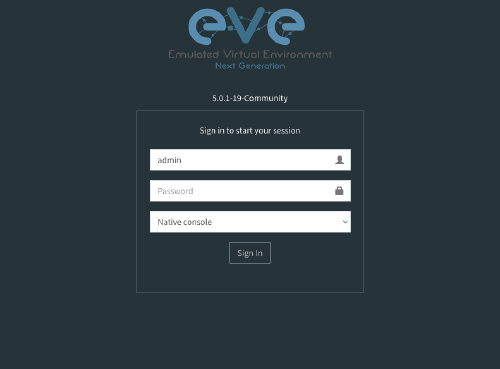 eve
Emulated Virtual Environment
Next Generation
5.0.1-19-Community
Sign in to start your session
admin
Password
Native console
Sign In